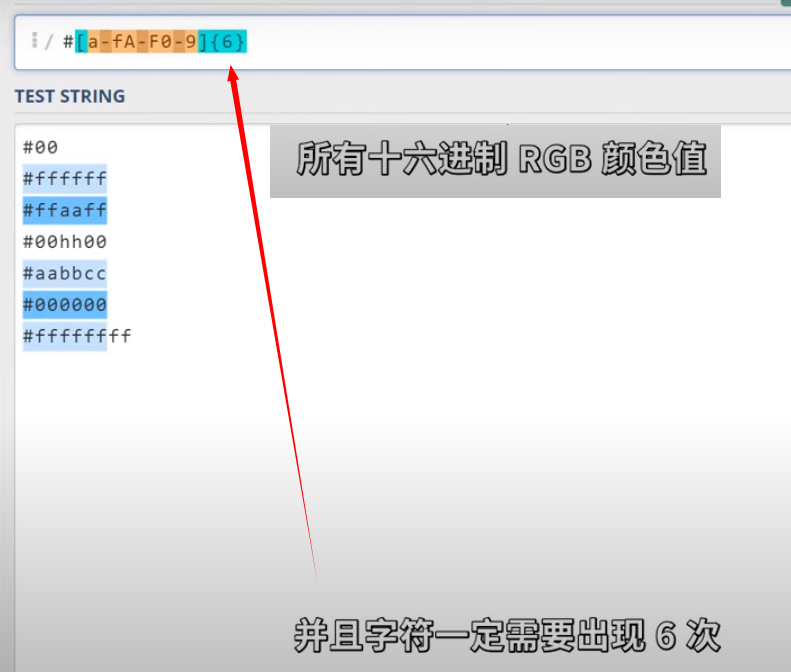 / #[a-fA-F0-9]{6}
TEST STRING
#00
所有十六进制 RGB 颜色值
#ffffff
#ffaaff
#00hh00
#aabbcc
#000000
#ffffffff
并且字符一定需要出现 6 次